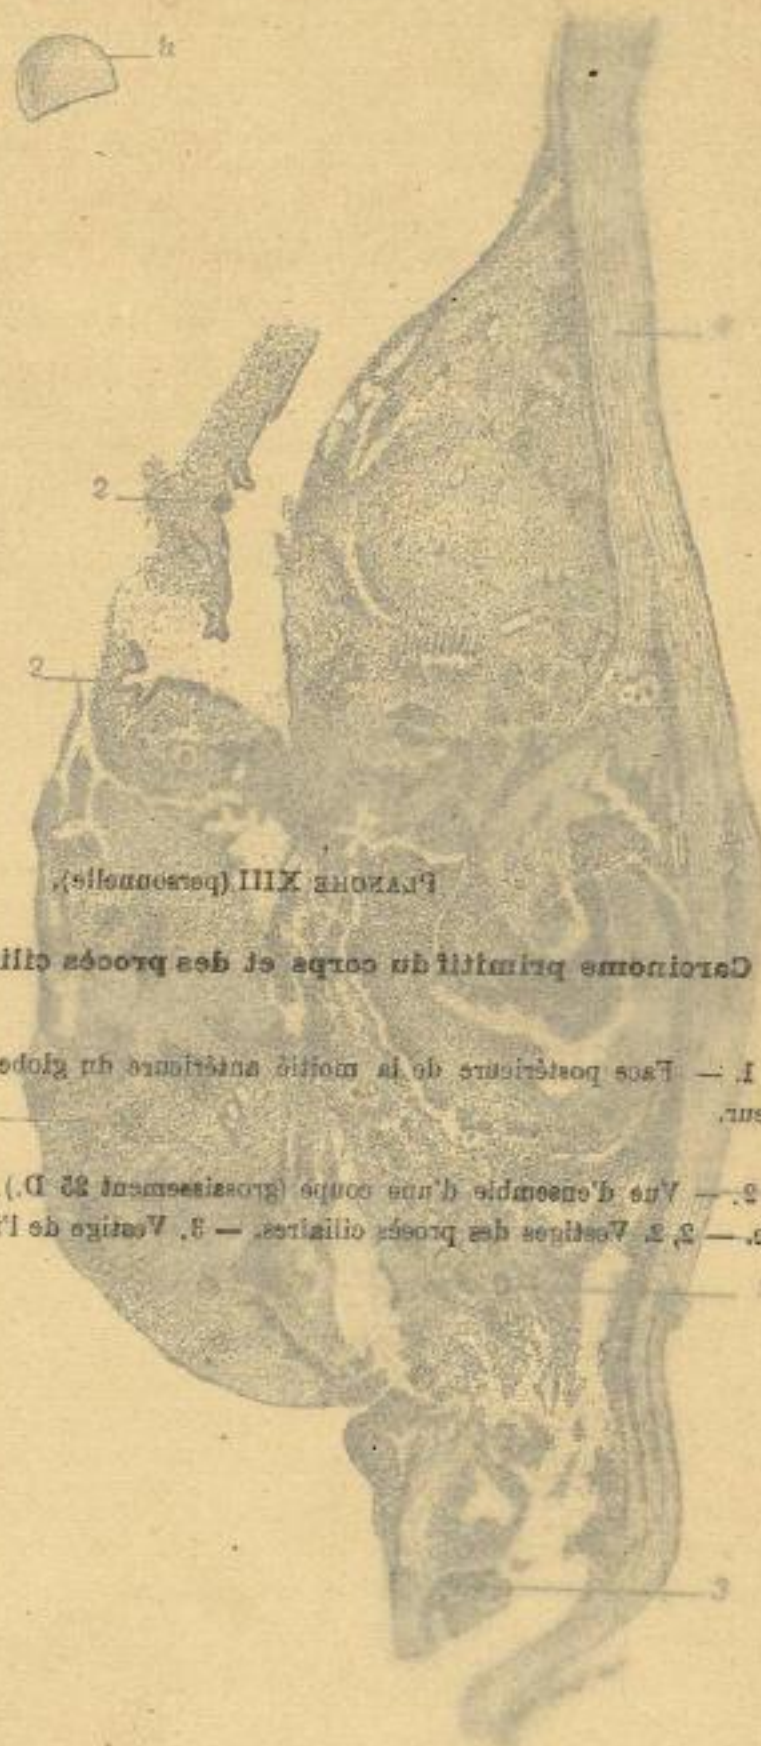 a
2
2
PLANCHE XIII (personnelle).
Carcinome primitif du corps et des procès cili
1. — Face postérieure de la moitié antérieure du globe
eur.
2. — Vue d'ensemble d'une coupe (grossissement 25 D.)
e. — 2, 2. Vestiges des procès ciliaires. — 3, Vestige de l'i
3